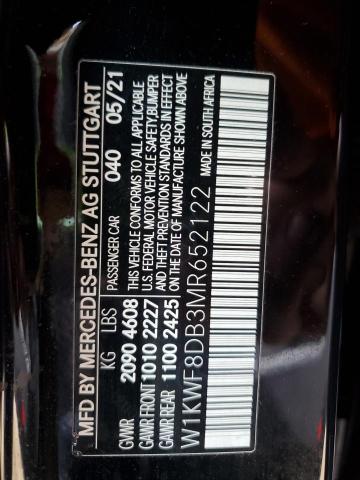 MFD BY MERCEDES-BENZ AG STUTTGART
KG LBS PASSENGER CAR 040 05/21
GVWR 2090 4608 THIS VEHICLE CONFORMS TO ALL APPLICABLE
GAWR FRONT 1010 2227 U.S. FEDERAL MOTOR VEHICLE SAFETY,BUMPER
GAWR REAR 1100 2425 AND THEFT PREVENTION STANDARDS IN EFFECT
ON THE DATE OF MANUFACTURE SHOWN ABOVE
W1KWF8DB3MR652122 MADE IN SOUTH AFRICA